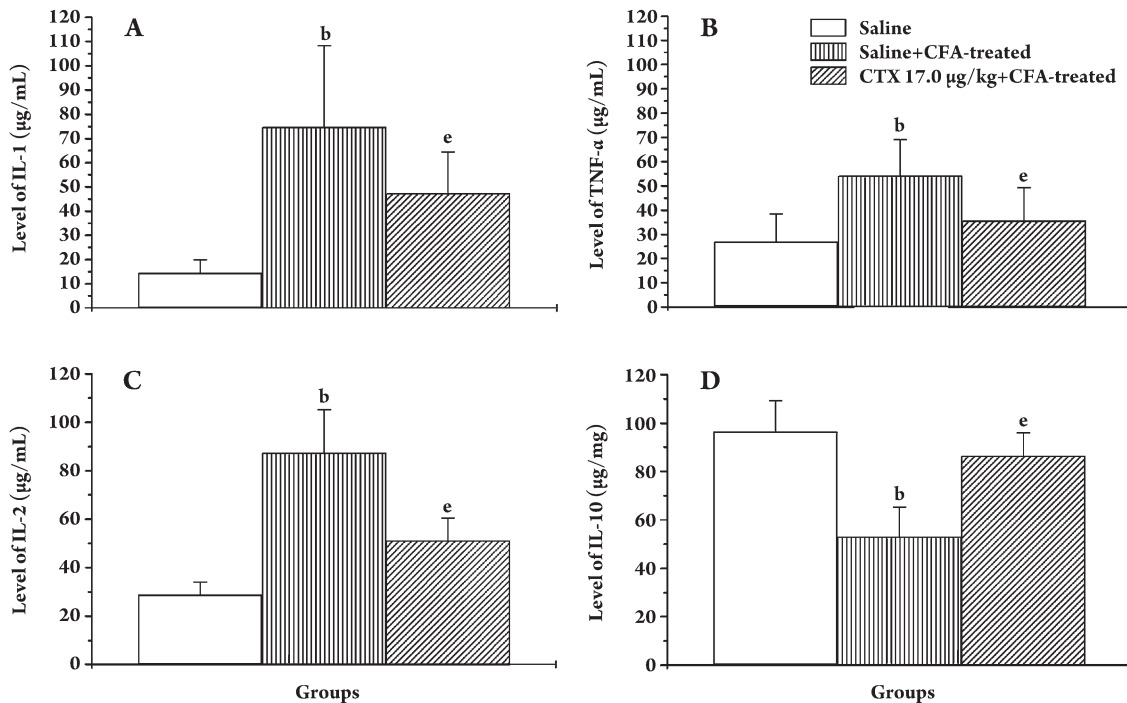 A
Level of IL-1 (μg/mL)
120
110
100
90
80
70
60
50
40
30
20
10
0
b
e
B
Saline
Saline+CFA-treated
CTX 17.0 μg/kg+CFA-treated
Level of TNF-α (μg/mL)
120
110
100
90
80
70
60
50
40
30
20
10
0
b
e
C
Level of IL-2 (μg/mL)
120
100
80
60
40
20
0
b
e
Groups
D
Level of IL-10 (μg/mg)
120
100
80
60
40
20
0
b
e
Groups